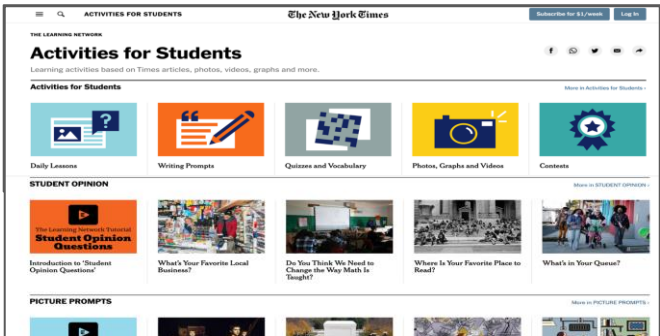 ACTIVITIES FOR STUDENTS
The New York Times
Subscribe for $1/week
Log In
THE LEARNING NETWORK
Activities for Students
Learning activities based on Times articles, photos, videos, graphs and more.
Activities for Students
More in Activities for Students ›
Daily Lessons
Writing Prompts
Quizzes and Vocabulary
Photos, Graphs and Videos
Contests
STUDENT OPINION
More in STUDENT OPINION ›
The Learning Network Tutorial
Student Opinion
Questions
Introduction to 'Student
Opinion Questions'
What's Your Favorite Local
Business?
Do You Think We Need to
Change the Way Math Is
Taught?
Where Is Your Favorite Place to
Read?
What's in Your Queue?
PICTURE PROMPTS
More in PICTURE PROMPTS ›